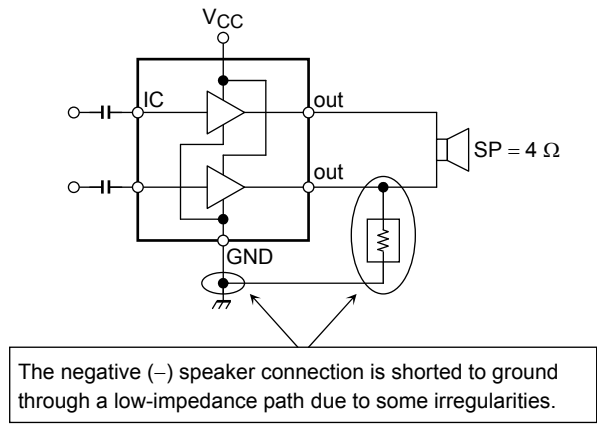 VCC
IC
out
SP = 4 Ω
out
GND
The negative (−) speaker connection is shorted to ground
through a low-impedance path due to some irregularities.